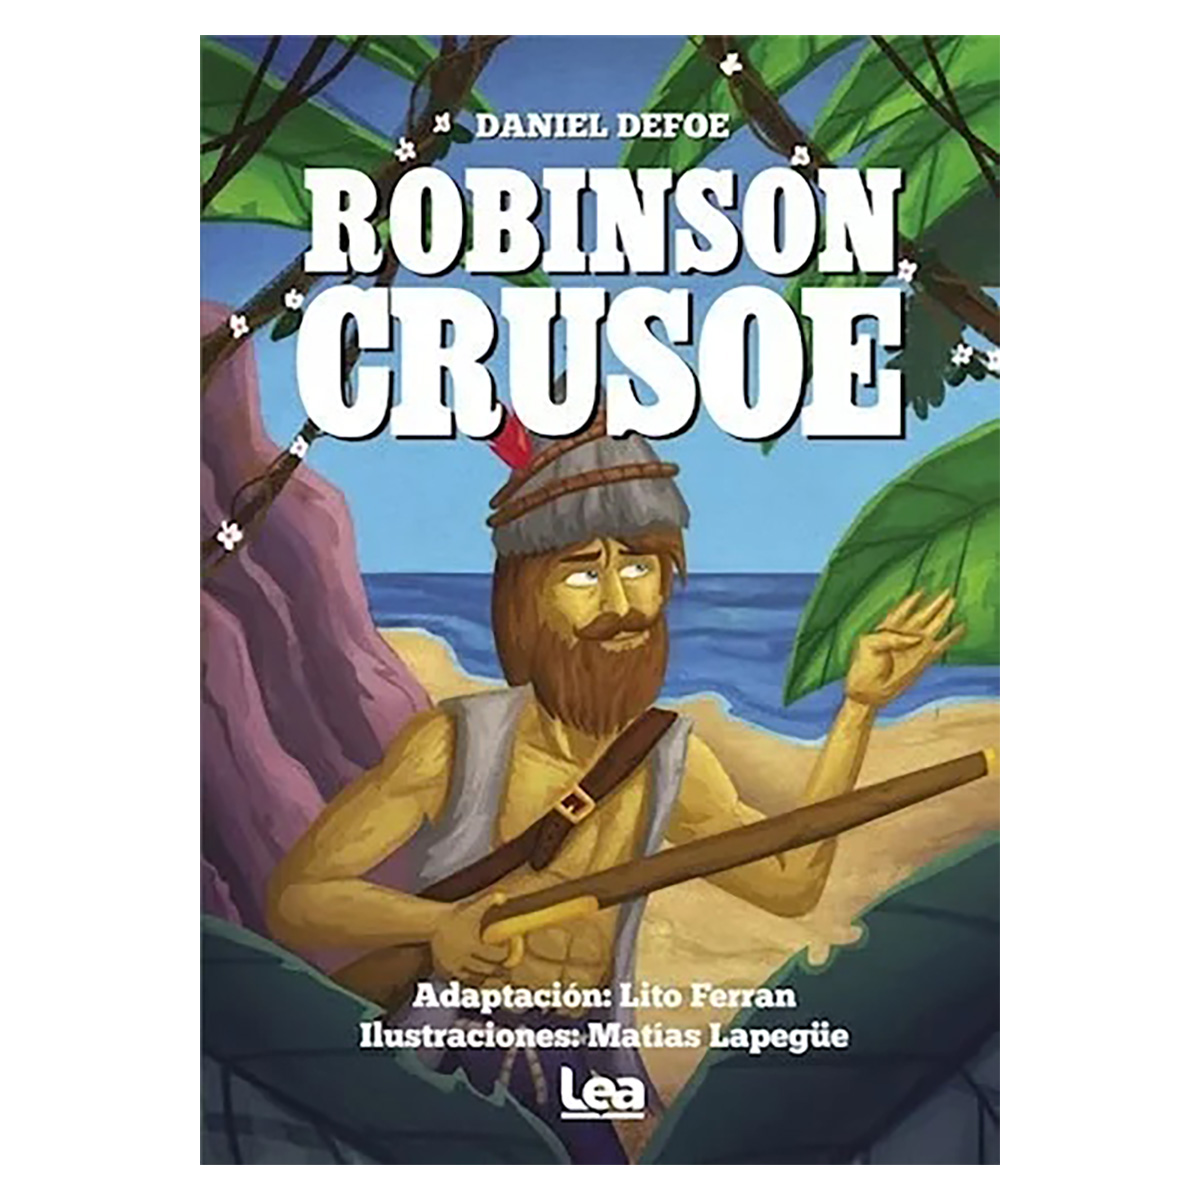 DANIEL DEFOE
ROBINSON
CRUSOE
Adaptación: Lito Ferran
Ilustraciones: Matías Lapegüe
Lea